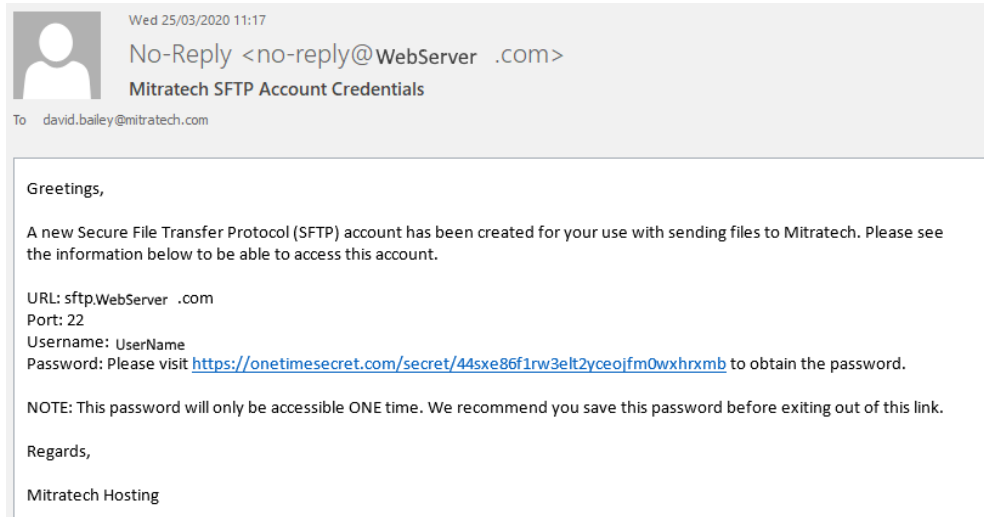 Wed 25/03/2020 11:17
No-Reply <no-reply@WebServer .com>
Mitratech SFTP Account Credentials
To david.bailey@mitratech.com
Greetings,
A new Secure File Transfer Protocol (SFTP) account has been created for your use with sending files to Mitratech. Please see
the information below to be able to access this account.
URL: sftp.WebServer .com
Port: 22
Username: UserName
Password: Please visit https://onetimesecret.com/secret/44sxe86f1rw3elt2yceojfm0wxhrxmb to obtain the password.
NOTE: This password will only be accessible ONE time. We recommend you save this password before exiting out of this link.
Regards,
Mitratech Hosting